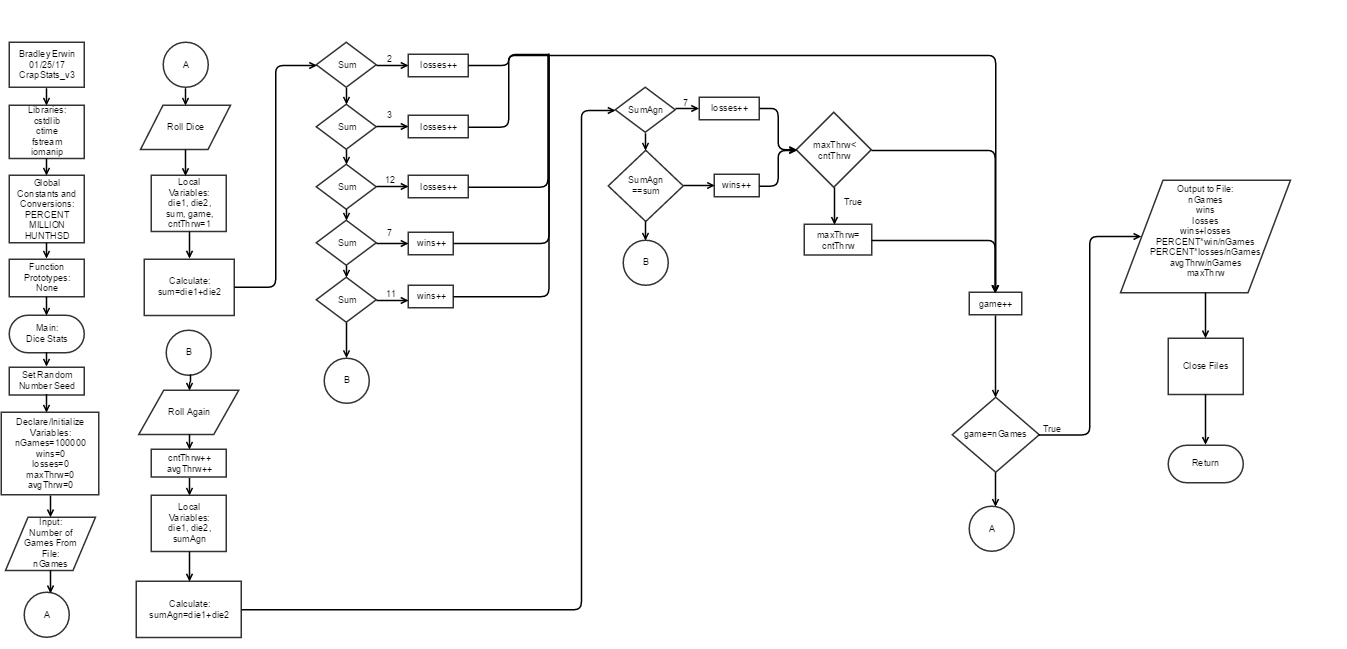 Bradley Erwin
01/25/17
CrapStats_v3
Libraries:
cstdlib
ctime
fstream
iomanip
Global
Constants and
Conversions:
PERCENT
MILLION
HUNTHSD
Function
Prototypes:
None
Main:
Dice Stats
Set Random
Number Seed
Declare/Initialize
Variables:
nGames=100000
wins=0
losses=0
maxThrw=0
avgThrw=0
Input:
Number of
Games From
File:
nGames
A
A
Roll Dice
Local
Variables:
die1, die2,
sum, game,
cntThrw=1
Calculate:
sum=die1+die2
B
Roll Again
cntThrw++
avgThrw++
Local
Variables:
die1, die2,
sumAgn
Calculate:
sumAgn=die1+die2
Sum
2
losses++
Sum
3
losses++
Sum
12
losses++
Sum
7
wins++
Sum
11
wins++
B
SumAgn
7
losses++
SumAgn
==sum
wins++
B
maxThrw<
cntThrw
True
maxThrw=
cntThrw
game++
game=nGames
True
A
Output to File:
nGames
wins
losses
wins+losses
PERCENT*win/nGames
PERCENT*losses/nGames
avgThrw/nGames
maxThrw
Close Files
Return